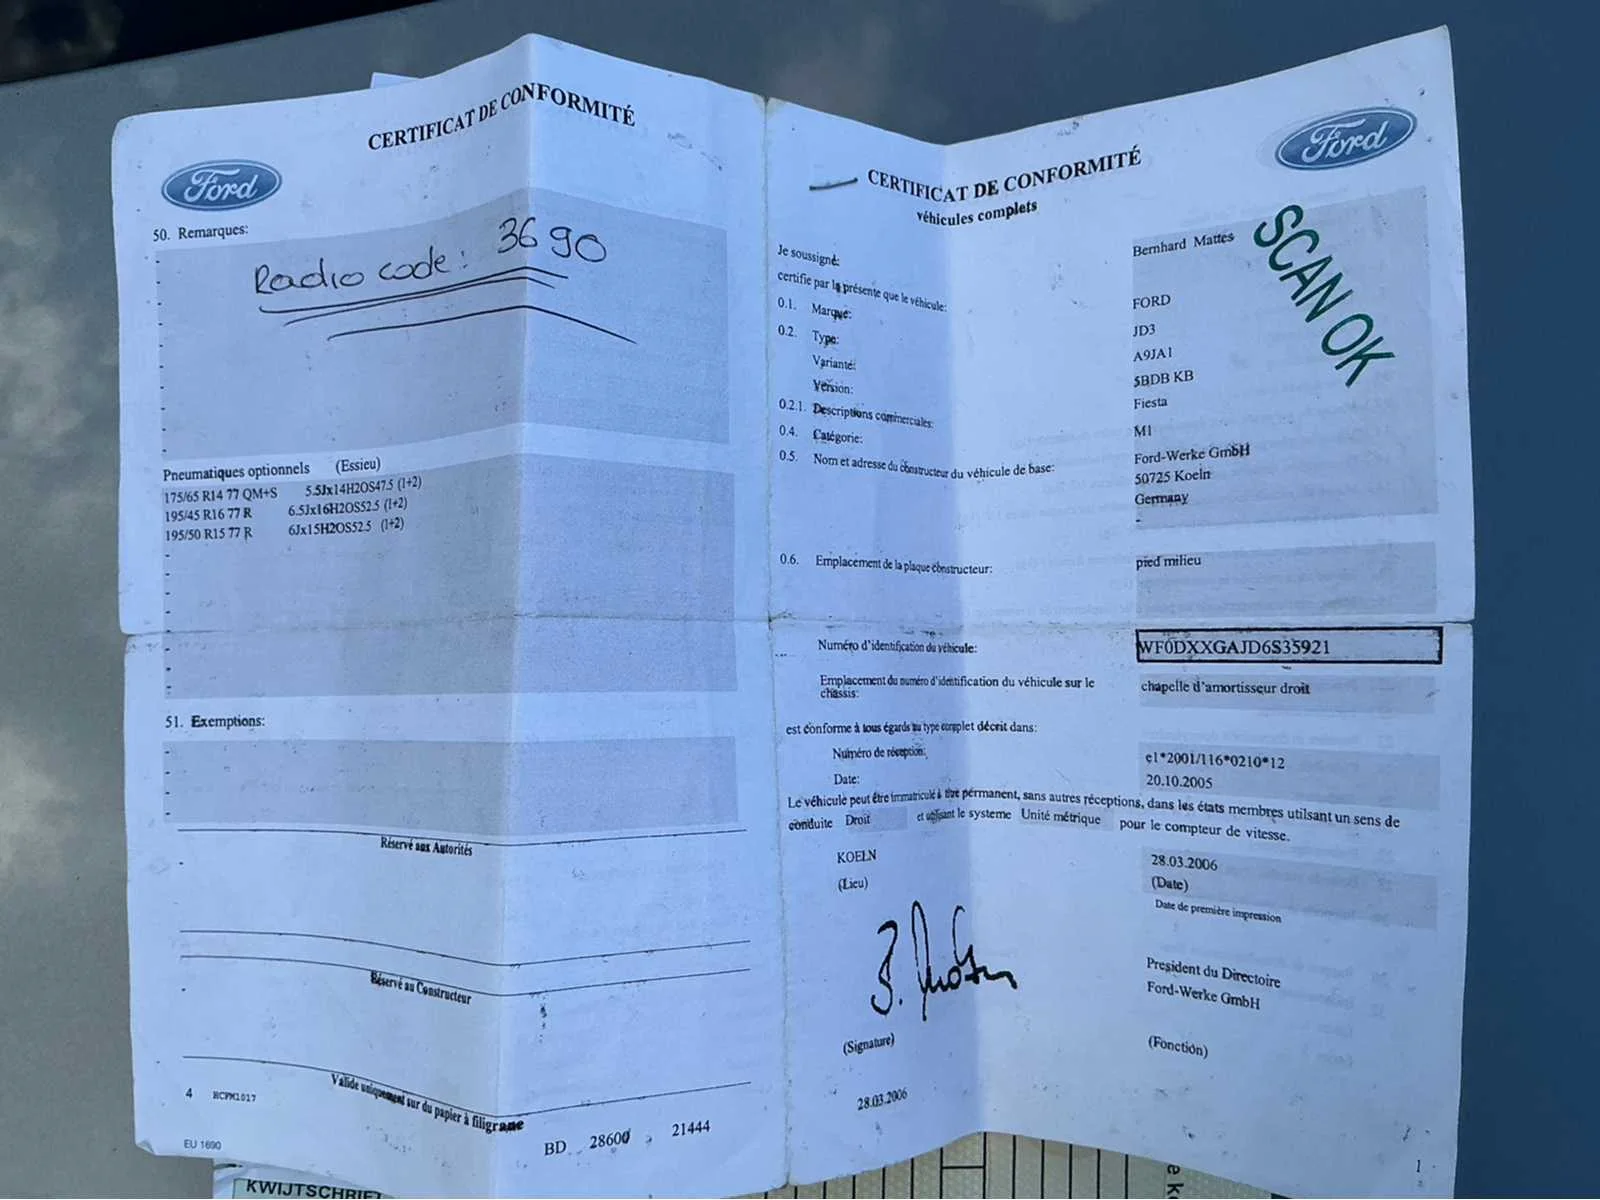 CERTIFICAT DE CONFORMITÉ
Ford
50. Remarques:
Radio code: 3690
Pneumatiques optionnels (Essieu)
175/65 R14 77 QM+S 5.5Jx14H2OS47.5 (1+2)
195/45 R16 77 R 6.5Jx16H2OS52.5 (1+2)
195/50 R15 77 R 6Jx15H2OS52.5 (1+2)
51. Exemptions:
Réservé aux Autorités
Réservé au Constructeur
Valide uniquement sur du papier à filigrane
4 HCPM1017
EU 1690
BD 28600 21444
CERTIFICAT DE CONFORMITÉ
véhicules complets
Ford
SCAN OK
Je soussigné: Bernhard Mattes
certifie par la présente que le véhicule:
0.1. Marque: FORD
0.2. Type: JD3
Variante: A9JA1
Version: 5BDB KB
0.2.1. Descriptions commerciales: Fiesta
0.4. Catégorie: M1
0.5. Nom et adresse du constructeur du véhicule de base: Ford-Werke GmbH
50725 Koeln
Germany
-
0.6. Emplacement de la plaque constructeur: pied milieu
Numéro d'identification du véhicule: WF0DXXGAJD6S35921
Emplacement du numéro d'identification du véhicule sur le chapelle d'amortisseur droit
chassis:
est conforme à tous égards au type complet décrit dans:
Numéro de réception: e1*2001/116*0210*12
Date: 20.10.2005
Le véhicule peut être immatriculé à titre permanent, sans autres réceptions, dans les états membres utilsant un sens de
conduite Droit et utilisant le systeme Unité métrique pour le compteur de vitesse.
KOELN 28.03.2006
(Lieu) (Date)
Date de première impression
President du Directoire
Ford-Werke GmbH
(Signature) (Fonction)
28.03.2006
1
KWIJTSCHRIFT